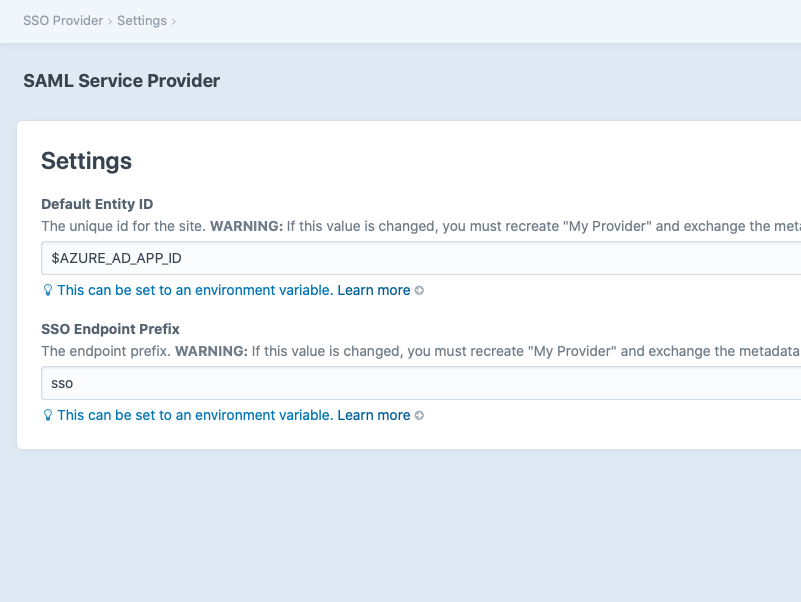 SSO Provider › Settings ›
SAML Service Provider
Settings
Default Entity ID
The unique id for the site. WARNING: If this value is changed, you must recreate "My Provider" and exchange the
$AZURE_AD_APP_ID
This can be set to an environment variable. Learn more
SSO Endpoint Prefix
The endpoint prefix. WARNING: If this value is changed, you must recreate "My Provider" and exchange the metadata
sso
This can be set to an environment variable. Learn more